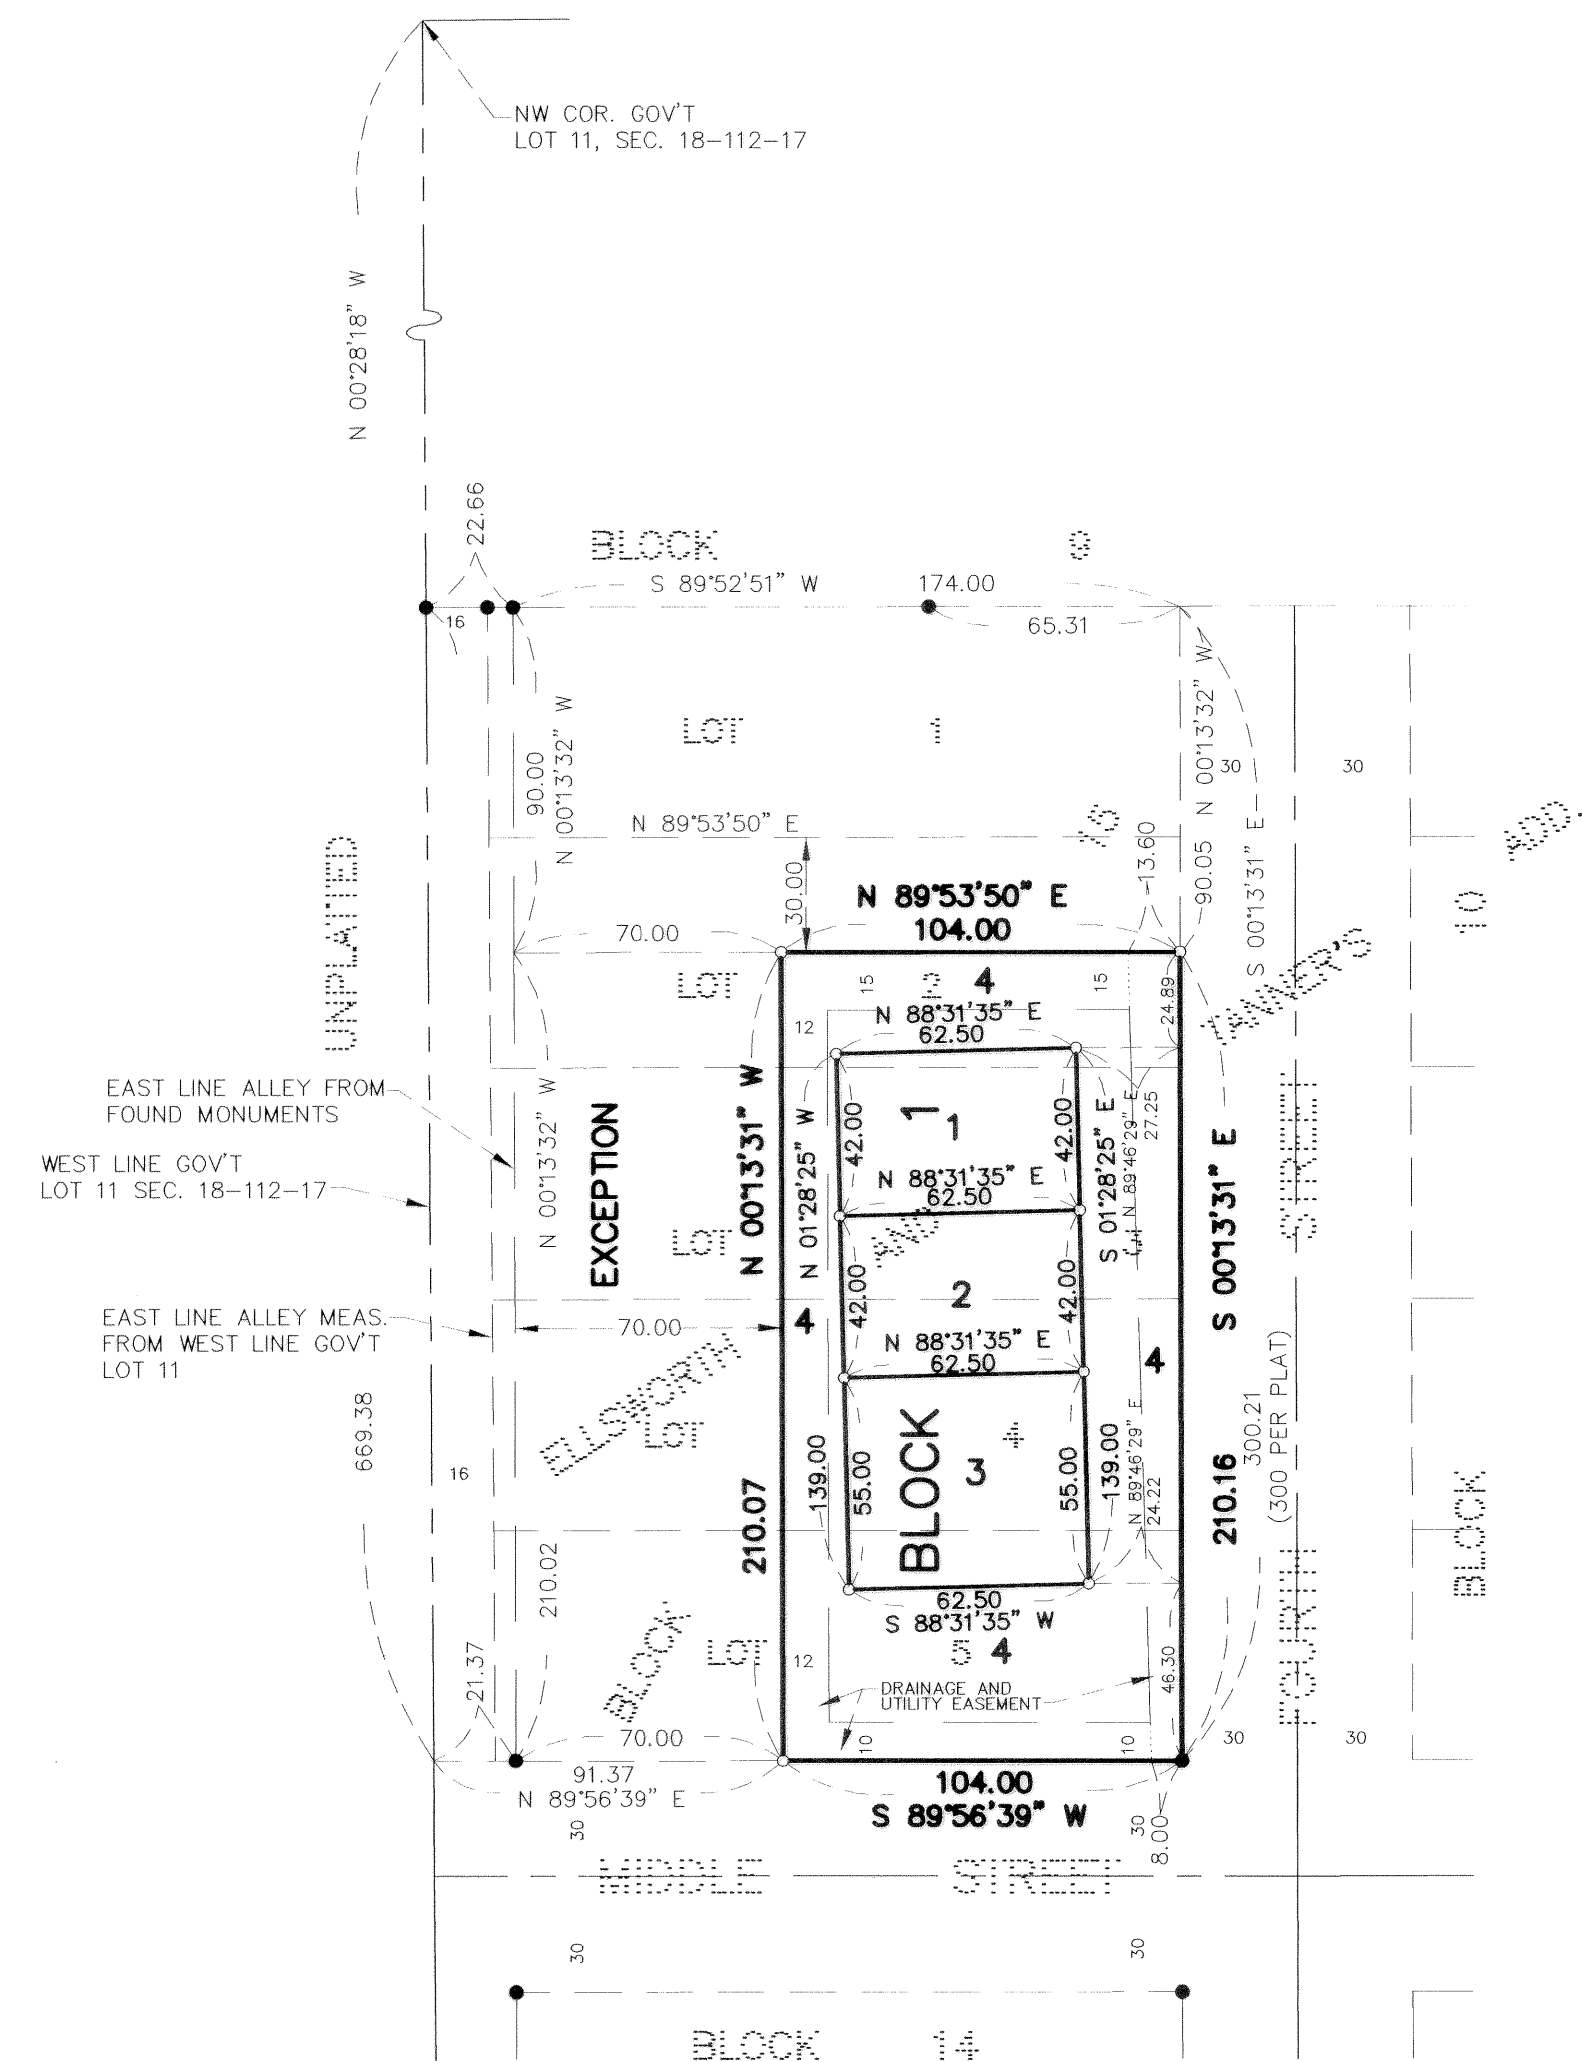 NW COR. GOV'T
LOT 11, SEC. 18-112-17
N 00°28'18" W
22.66
BLOCK 9
S 89°52'51" W 174.00
16
65.31
LOT 1
90.00
N 00°13'32" W
N 00°13'32" W
30
30
N 89°53'50" E
'S
13.60
90.05
S 00°13'31" E
TO
ADD.
UNPLATTED
30.00
N 89°53'50" E
104.00
70.00
LOT 2
4
15
15
24.89
TANNER'S
12
N 88°31'35" E
62.50
EAST LINE ALLEY FROM
FOUND MONUMENTS
WEST LINE GOV'T
LOT 11 SEC. 18-112-17
N 00°13'32" W
EXCEPTION
N 00°13'31" W
N 01°28'25" W
42.00
1
1
42.00
S 01°28'25" E
N 89°46'29" E
27.25
S 00°13'31" E
STREET
N 88°31'35" E
62.50
AND
LOT 3
EAST LINE ALLEY MEAS.
FROM WEST LINE GOV'T
LOT 11
70.00
4
42.00
2
42.00
N 88°31'35" E
62.50
4
ELLSWORTH
LOT 4
669.38
16
210.07
139.00
55.00
BLOCK
3
55.00
139.00
N 89°46'29" E
24.22
210.16
300.21
(300 PER PLAT)
BLOCK
210.02
62.50
S 88°31'35" W
FOURTH
BLOCK
LOT 5
4
12
46.30
21.37
DRAINAGE AND
UTILITY EASEMENT
70.00
10
10
30
30
91.37
N 89°56'39" E
104.00
S 89°56'39" W
30
30
8.00
MIDDLE STREET
30
30
BLOCK 14